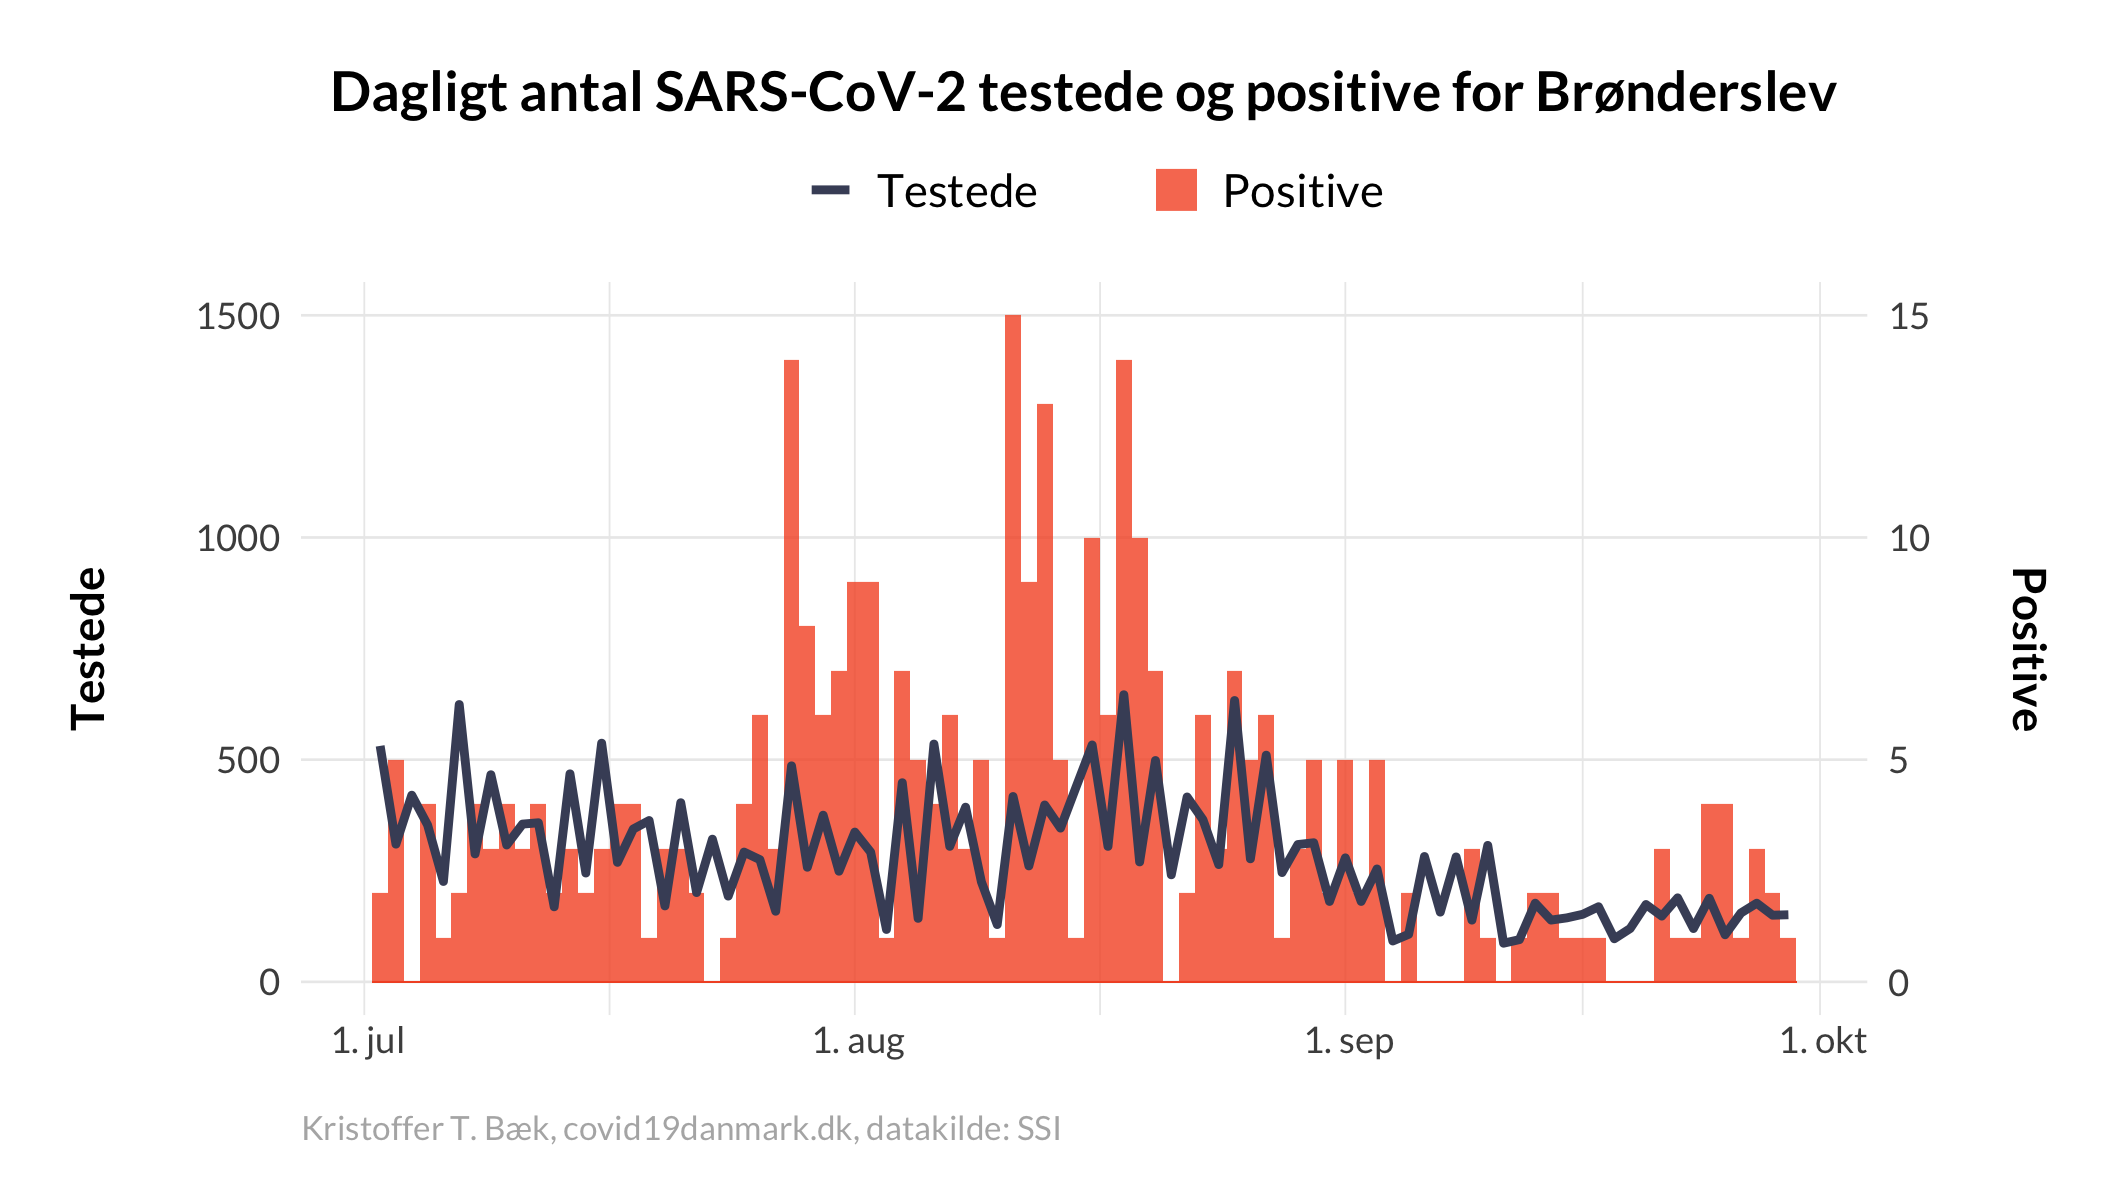 Dagligt antal SARS-CoV-2 testede og positive for Brønderslev
Testede
Positive
1500
1000
500
0
Testede
15
10
5
0
Positive
1. jul
1. aug
1. sep
1. okt
Kristoffer T. Bæk, covid19danmark.dk, datakilde: SSI